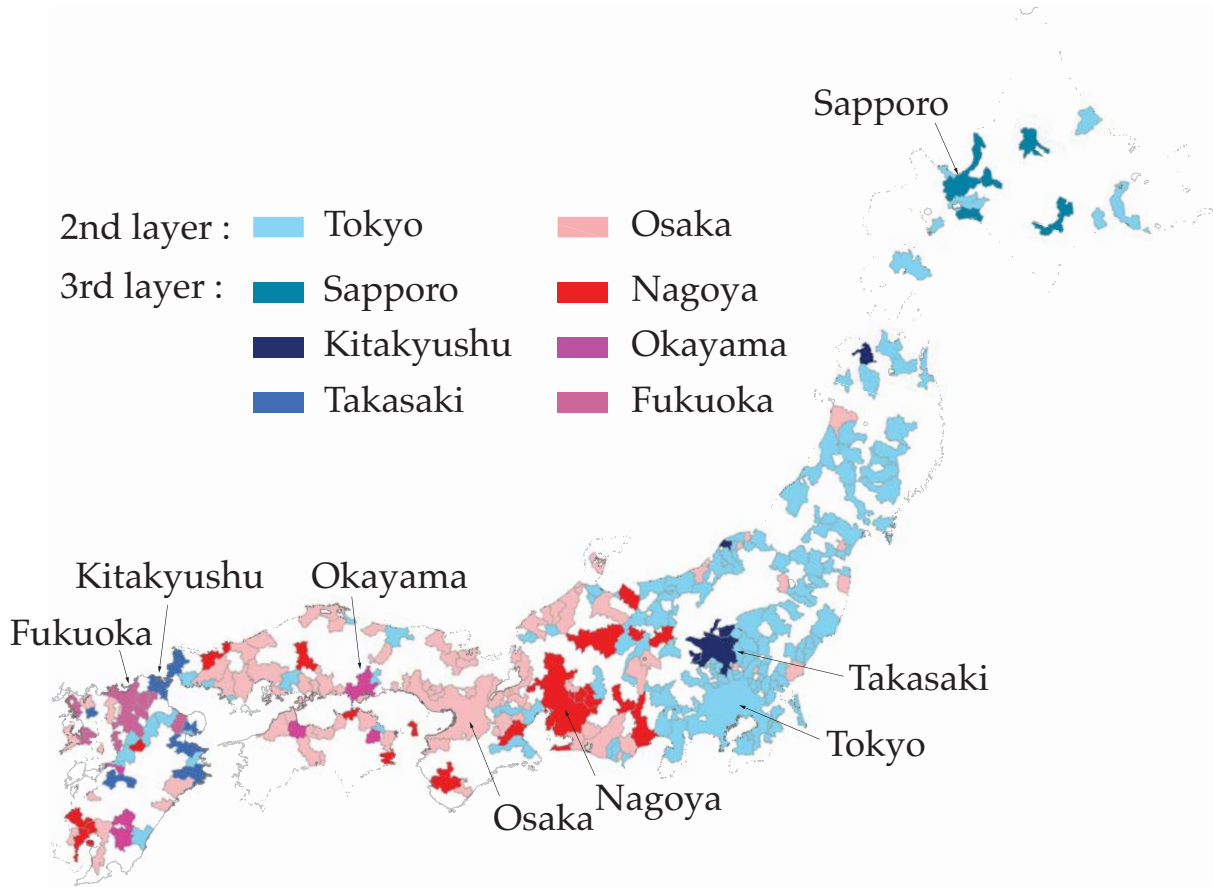 Sapporo
2nd layer : Tokyo Osaka
3rd layer : Sapporo Nagoya
Kitakyushu Okayama
Takasaki Fukuoka
Kitakyushu Okayama
Fukuoka
Takasaki
Tokyo
Nagoya
Osaka